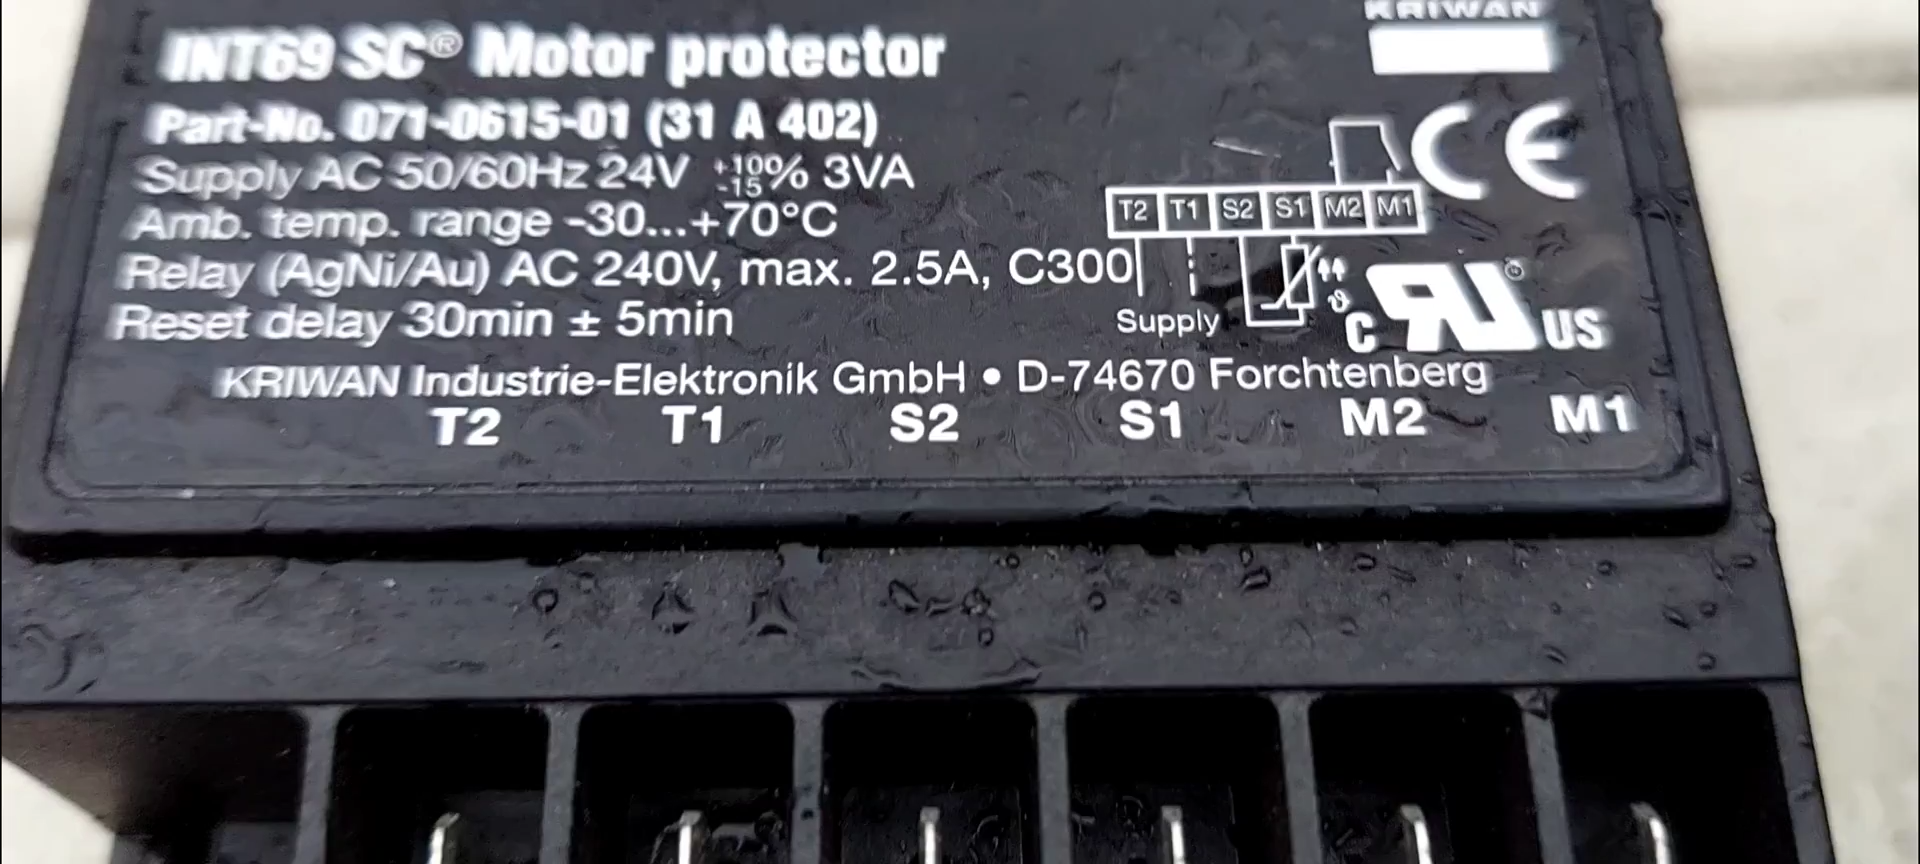 KRIWAN
INT69 SC® Motor protector
Part-No. 071-0615-01 (31 A 402)
Supply AC 50/60Hz 24V +10 -15% 3VA
Amb. temp. range -30...+70°C
Relay (AgNi/Au) AC 240V, max. 2.5A, C300
Reset delay 30min ± 5min
CE
T2 T1 S2 S1 M2 M1
ϑ
Supply
C RU® US
KRIWAN Industrie-Elektronik GmbH • D-74670 Forchtenberg
T2 T1 S2 S1 M2 M1